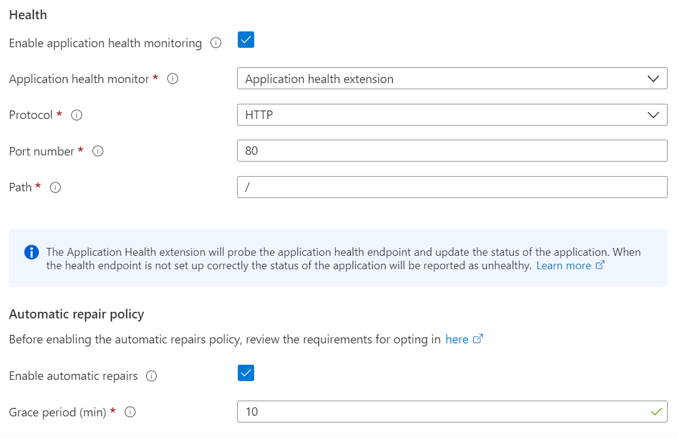 Health
Enable application health monitoring
Application health monitor *
Application health extension
Protocol *
HTTP
Port number *
80
Path *
/
The Application Health extension will probe the application health endpoint and update the status of the application. When
the health endpoint is not set up correctly the status of the application will be reported as unhealthy. Learn more
Automatic repair policy
Before enabling the automatic repairs policy, review the requirements for opting in here
Enable automatic repairs
Grace period (min) *
10